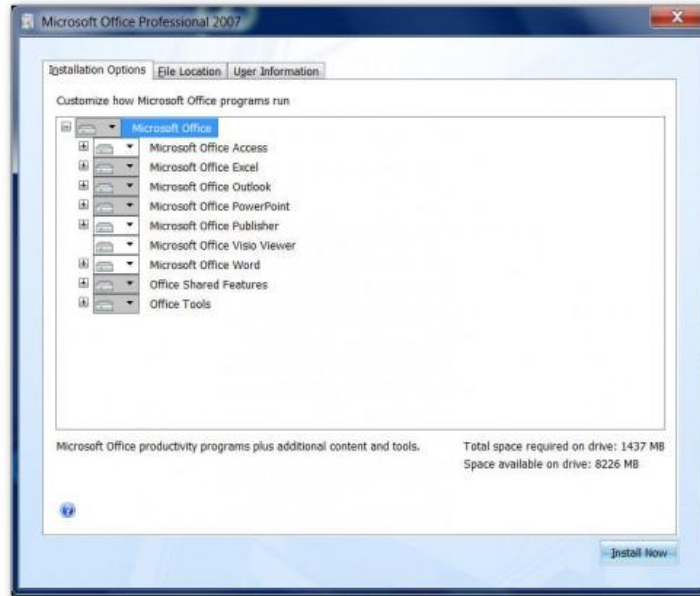 Microsoft Office Professional 2007
Installation Options File Location User Information
Customize how Microsoft Office programs run
Microsoft Office
Microsoft Office Access
Microsoft Office Excel
Microsoft Office Outlook
Microsoft Office PowerPoint
Microsoft Office Publisher
Microsoft Office Visio Viewer
Microsoft Office Word
Office Shared Features
Office Tools
Microsoft Office productivity programs plus additional content and tools.
Total space required on drive: 1437 MB
Space available on drive: 8226 MB
Install Now